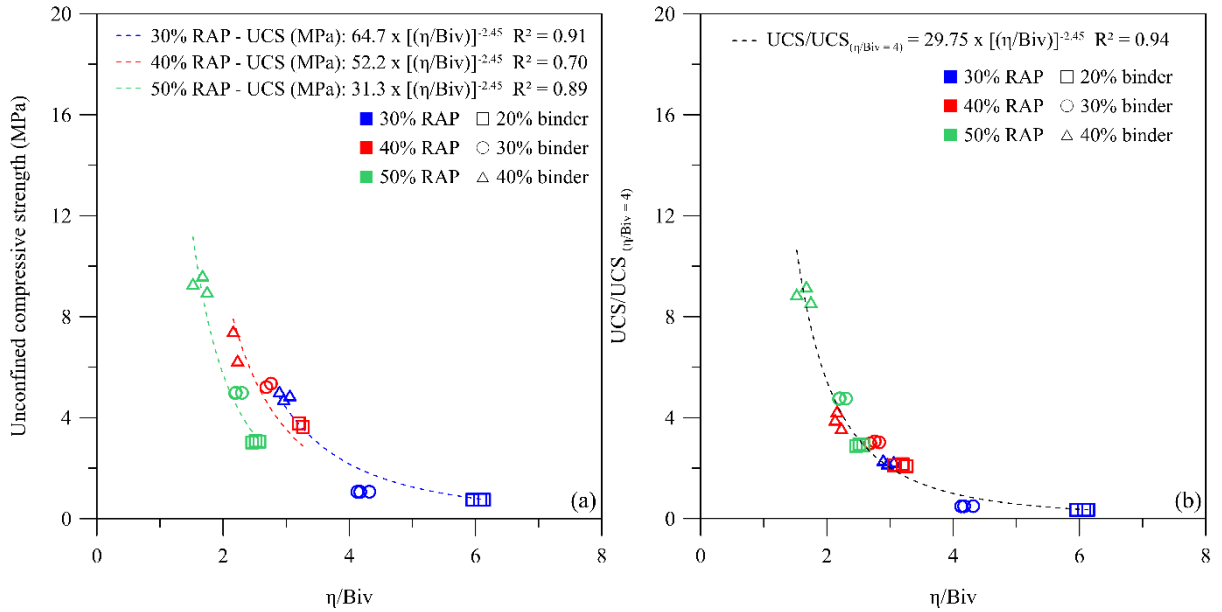 30% RAP - UCS (MPa): 64.7 x [(η/Biv)]-2.45 R² = 0.91
40% RAP - UCS (MPa): 52.2 x [(η/Biv)]-2.45 R² = 0.70
50% RAP - UCS (MPa): 31.3 x [(η/Biv)]-2.45 R² = 0.89
30% RAP 20% binder
40% RAP 30% binder
50% RAP 40% binder
Unconfined compressive strength (MPa)
20
16
12
8
4
0
0 2 4 6 8
η/Biv
(a)
UCS/UCS(η/Biv = 4) = 29.75 x [(η/Biv)]-2.45 R² = 0.94
30% RAP 20% binder
40% RAP 30% binder
50% RAP 40% binder
UCS/UCS (η/Biv = 4)
20
16
12
8
4
0
0 2 4 6 8
η/Biv
(b)